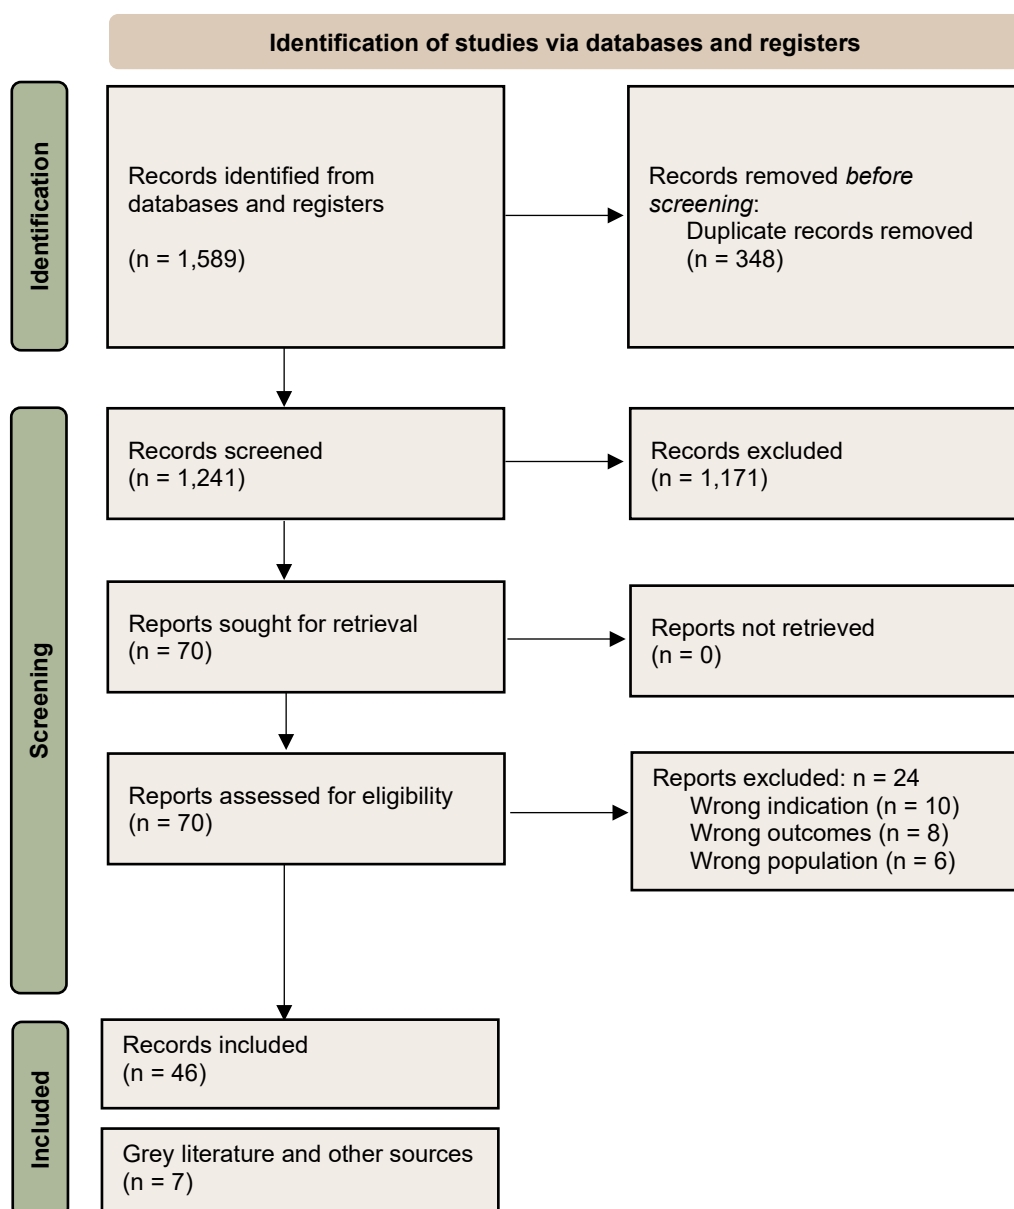 Identification of studies via databases and registers
Identification
Records identified from
databases and registers
(n = 1,589)
Records removed before
screening:
Duplicate records removed
(n = 348)
Screening
Records screened
(n = 1,241)
Records excluded
(n = 1,171)
Reports sought for retrieval
(n = 70)
Reports not retrieved
(n = 0)
Reports assessed for eligibility
(n = 70)
Reports excluded: n = 24
Wrong indication (n = 10)
Wrong outcomes (n = 8)
Wrong population (n = 6)
Included
Records included
(n = 46)
Grey literature and other sources
(n = 7)